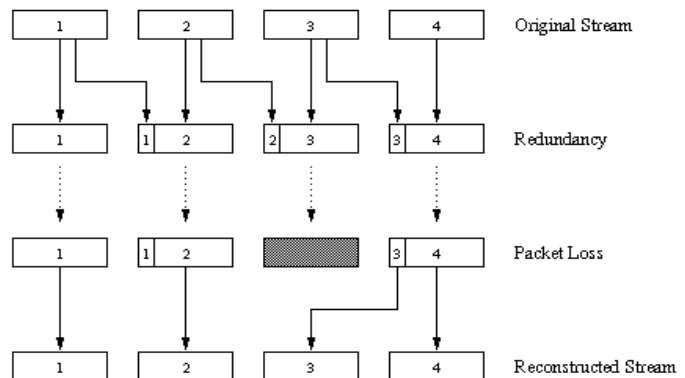 1 2 3 4 Original Stream
1 1 2 2 3 3 4 Redundancy
1 1 2 3 4 Packet Loss
1 2 3 4 Reconstructed Stream